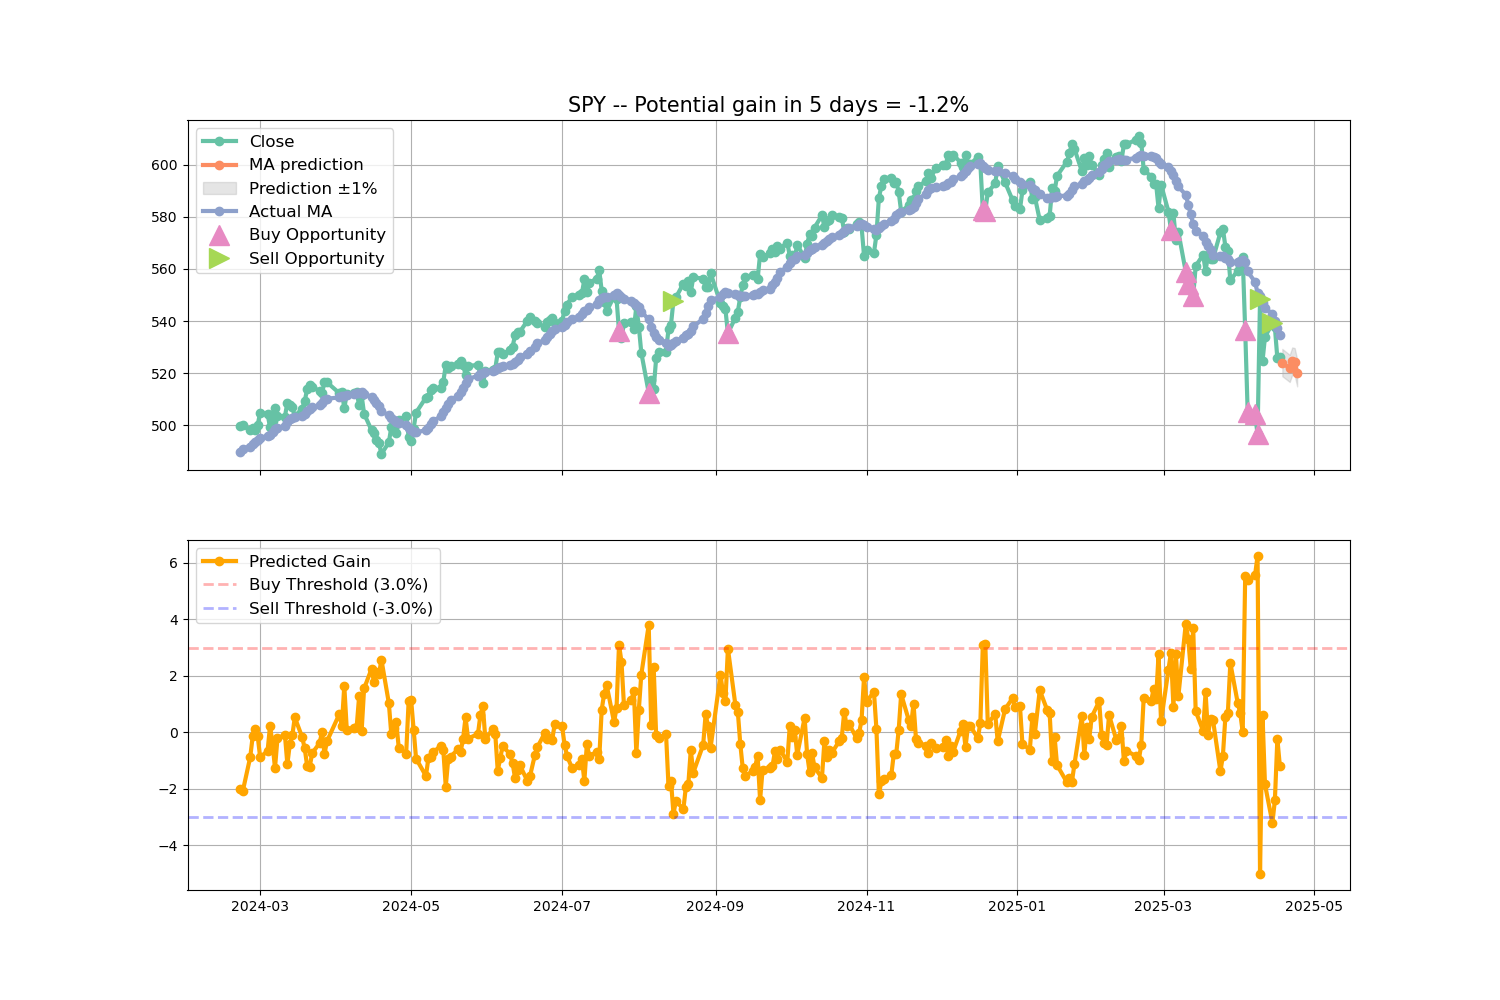 SPY -- Potential gain in 5 days = -1.2%
Close
MA prediction
Prediction ±1%
Actual MA
Buy Opportunity
Sell Opportunity
600
580
560
540
520
500
Predicted Gain
Buy Threshold (3.0%)
Sell Threshold (-3.0%)
6
4
2
0
−2
−4
2024-03 2024-05 2024-07 2024-09 2024-11 2025-01 2025-03 2025-05